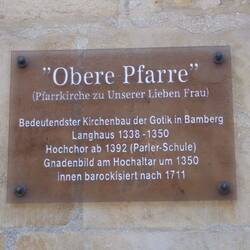 "Obere Pfarre"
(Pfarrkirche zu Unserer Lieben Frau)
Bedeutendster Kirchenbau der Gotik in Bamberg
Langhaus 1338-1350
Hochchor ab 1392 (Parler-Schule)
Gnadenbild am Hochaltar um 1350
innen barockisiert nach 1711